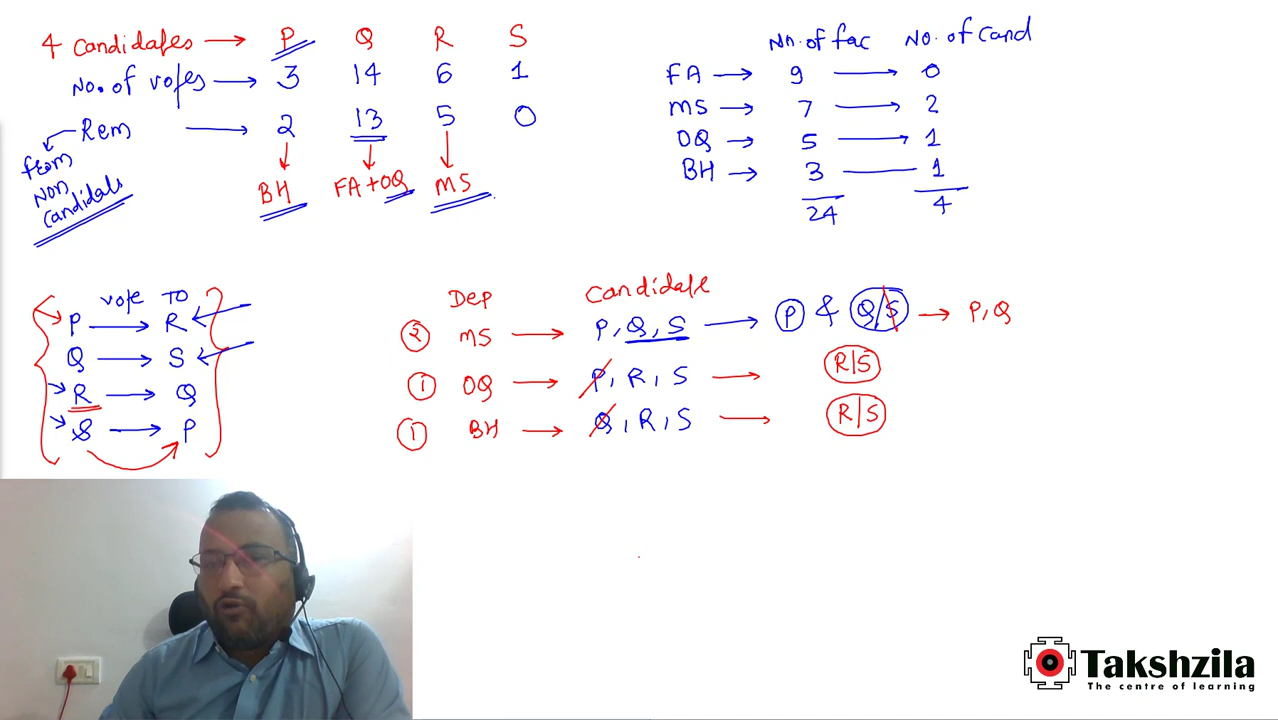 4 Candidates → P Q R S
No. of votes → 3 14 6 1
Rem → 2 13 5 0
from
Non
Candidals
BH FA+OQ MS
No. of fac No. of cand
FA → 9 → 0
MS → 7 → 2
OQ → 5 → 1
BH → 3 — 1
24 4
vote To
P → R
Q → S
R → Q
S → P
Dep Candidate
② MS → P, Q, S → P & Q/S → P, Q
① OQ → P, R, S → R/S
① BH → Q, R, S → R/S
Takshzila
The centre of learning